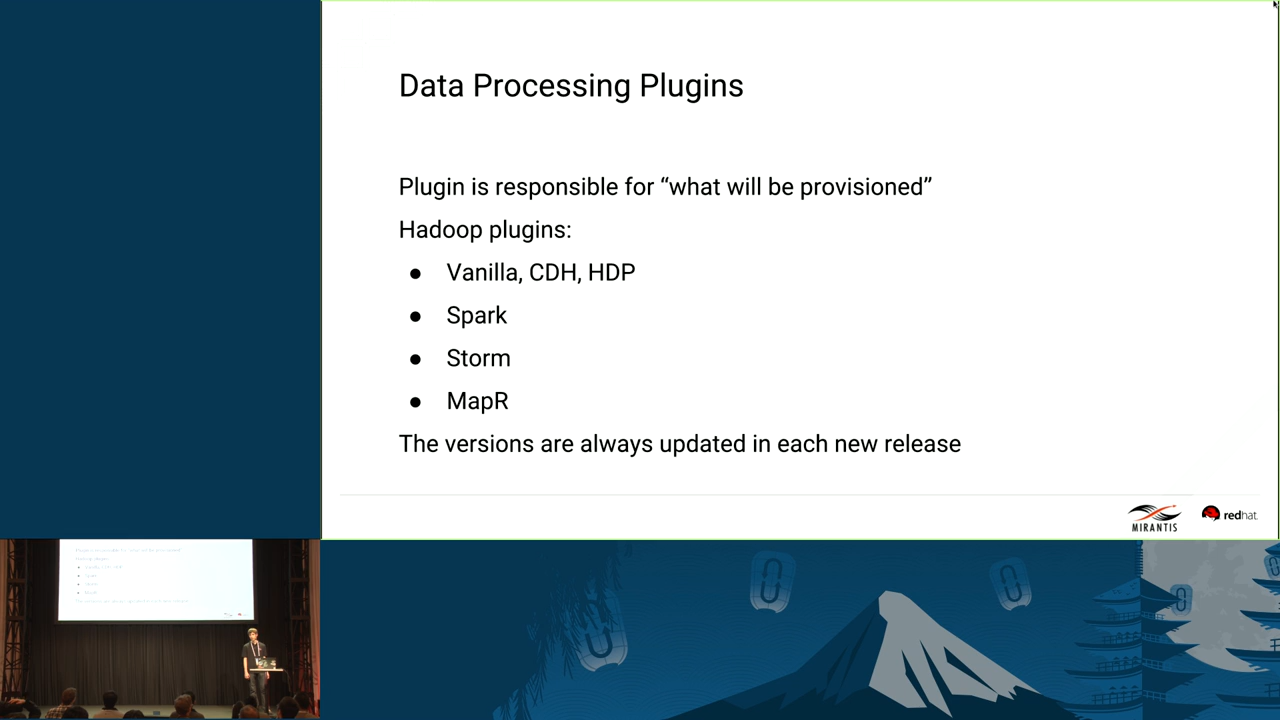 Data Processing Plugins
Plugin is responsible for “what will be provisioned”
Hadoop plugins:
● Vanilla, CDH, HDP
● Spark
● Storm
● MapR
The versions are always updated in each new release
MIRANTIS
redhat.